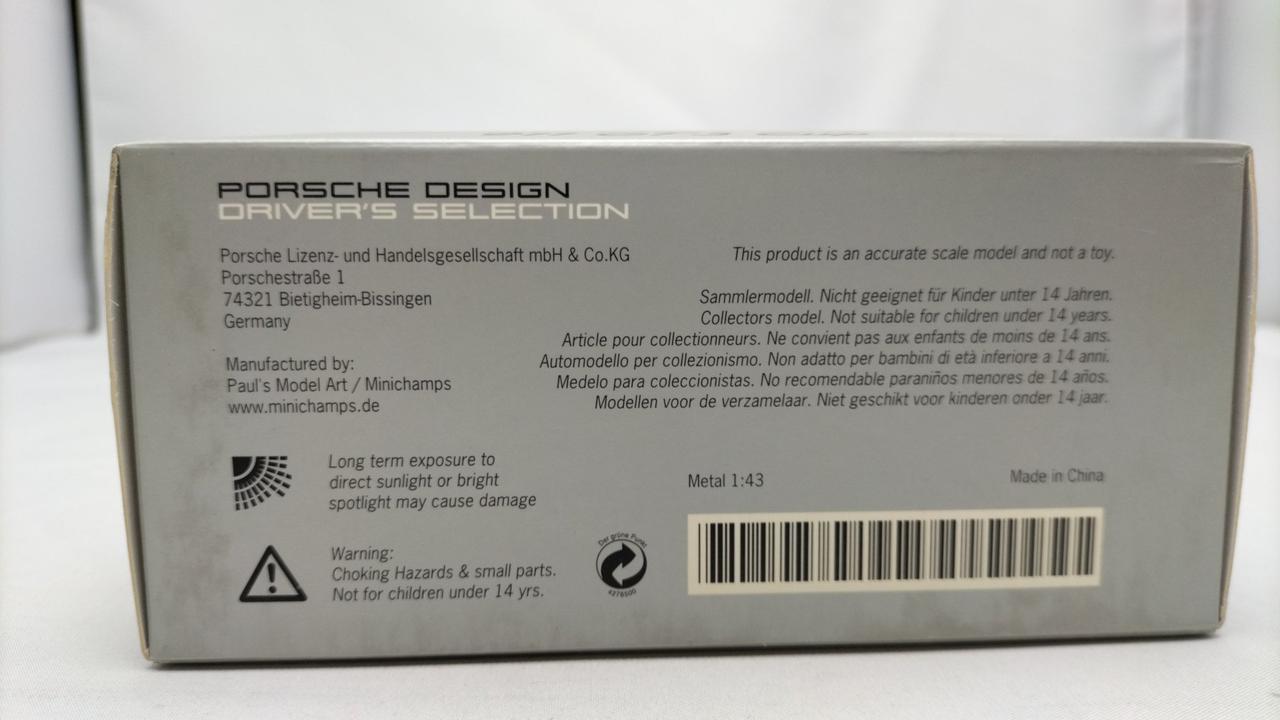 PORSCHE DESIGN
DRIVER'S SELECTION
Porsche Lizenz- und Handelsgesellschaft mbH & Co.KG
Porschestraße 1
74321 Bietigheim-Bissingen
Germany
Manufactured by:
Paul's Model Art / Minichamps
www.minichamps.de
This product is an accurate scale model and not a toy.
Sammlermodell. Nicht geeignet für Kinder unter 14 Jahren.
Collectors model. Not suitable for children under 14 years.
Article pour collectionneurs. Ne convient pas aux enfants de moins de 14 ans.
Automodello per collezionismo. Non adatto per bambini di età inferiore a 14 anni.
Medelo para coleccionistas. No recomendable paraniños menores de 14 años.
Modellen voor de verzamelaar. Niet geschikt voor kinderen onder 14 jaar.
Long term exposure to
direct sunlight or bright
spotlight may cause damage
Warning:
Choking Hazards & small parts.
Not for children under 14 yrs.
Der grüne Punkt
4276500
Metal 1:43
Made in China